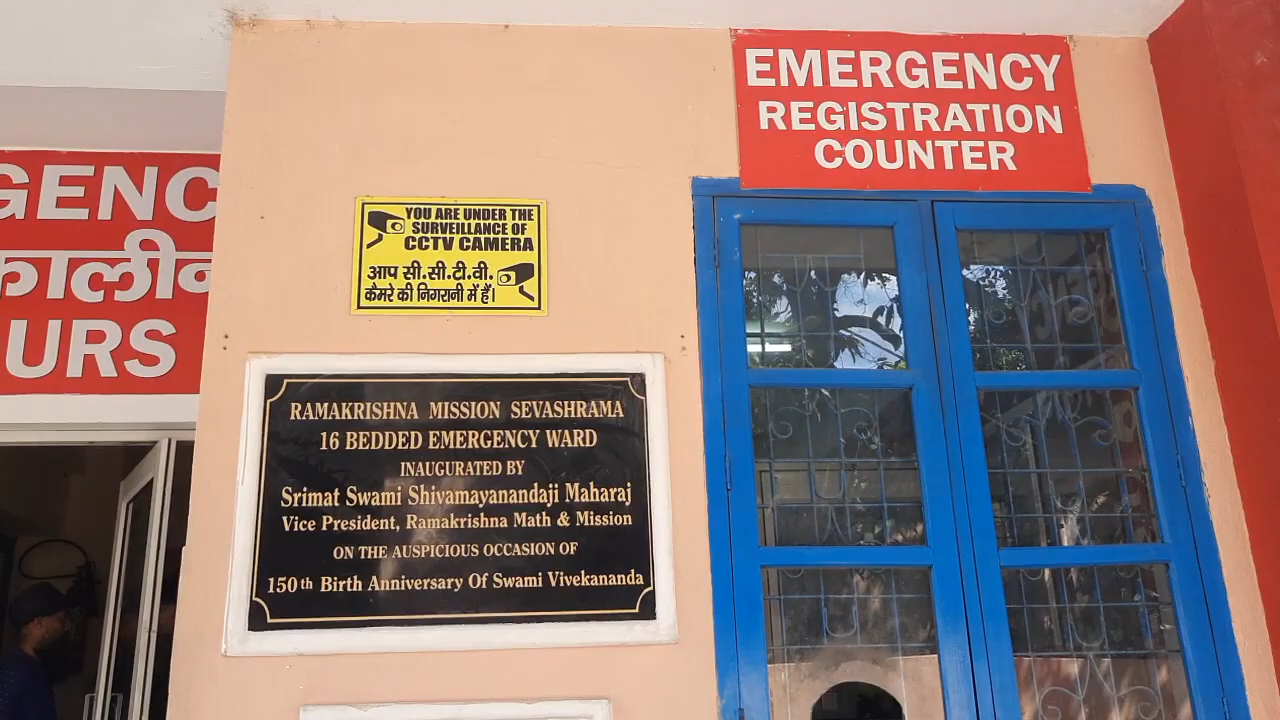 GENC
कालीन
URS
YOU ARE UNDER THE
SURVEILLANCE OF
CCTV CAMERA
आप सी.सी.टी.वी.
कैमरे की निगरानी में हैं।
RAMAKRISHNA MISSION SEVASHRAMA
16 BEDDED EMERGENCY WARD
INAUGURATED BY
Srimat Swami Shivamayanandaji Maharaj
Vice President, Ramakrishna Math & Mission
ON THE AUSPICIOUS OCCASION OF
150th Birth Anniversary Of Swami Vivekananda
EMERGENCY
REGISTRATION
COUNTER